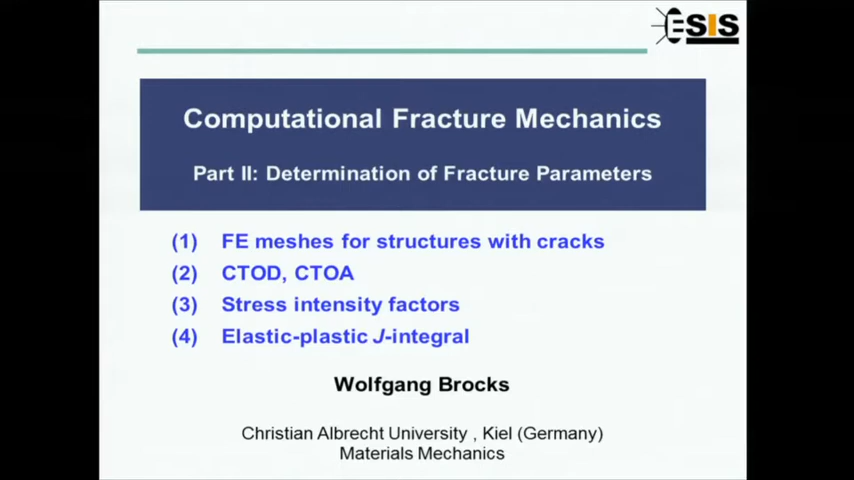 ESIS
Computational Fracture Mechanics
Part II: Determination of Fracture Parameters
(1) FE meshes for structures with cracks
(2) CTOD, CTOA
(3) Stress intensity factors
(4) Elastic-plastic J-integral
Wolfgang Brocks
Christian Albrecht University , Kiel (Germany)
Materials Mechanics